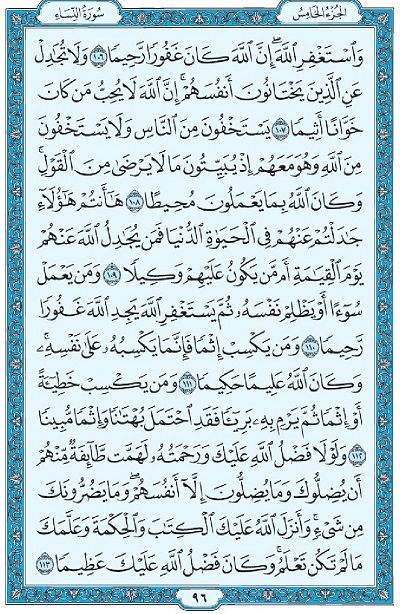 الجزء الخامس
سورة النساء
وَٱسْتَغْفِرِ ٱللَّهَ ۖ إِنَّ ٱللَّهَ كَانَ غَفُورًا رَّحِيمًا ١٠٦ وَلَا تُجَٰدِلْ
عَنِ ٱلَّذِينَ يَخْتَانُونَ أَنفُسَهُمْ ۚ إِنَّ ٱللَّهَ لَا يُحِبُّ مَن كَانَ
خَوَّانًا أَثِيمًا ١٠٧ يَسْتَخْفُونَ مِنَ ٱلنَّاسِ وَلَا يَسْتَخْفُونَ
مِنَ ٱللَّهِ وَهُوَ مَعَهُمْ إِذْ يُبَيِّتُونَ مَا لَا يَرْضَىٰ مِنَ ٱلْقَوْلِ ۚ
وَكَانَ ٱللَّهُ بِمَا يَعْمَلُونَ مُحِيطًا ١٠٨ هَٰٓأَنتُمْ هَٰٓؤُلَآءِ
جَٰدَلْتُمْ عَنْهُمْ فِى ٱلْحَيَوٰةِ ٱلدُّنْيَا فَمَن يُجَٰدِلُ ٱللَّهَ عَنْهُمْ
يَوْمَ ٱلْقِيَٰمَةِ أَم مَّن يَكُونُ عَلَيْهِمْ وَكِيلًا ١٠٩ وَمَن يَعْمَلْ
سُوٓءًا أَوْ يَظْلِمْ نَفْسَهُۥ ثُمَّ يَسْتَغْفِرِ ٱللَّهَ يَجِدِ ٱللَّهَ غَفُورًا
رَّحِيمًا ١١٠ وَمَن يَكْسِبْ إِثْمًا فَإِنَّمَا يَكْسِبُهُۥ عَلَىٰ نَفْسِهِۦ ۚ
وَكَانَ ٱللَّهُ عَلِيمًا حَكِيمًا ١١١ وَمَن يَكْسِبْ خَطِيٓـَٔةً
أَوْ إِثْمًا ثُمَّ يَرْمِ بِهِۦ بَرِيٓـًٔا فَقَدِ ٱحْتَمَلَ بُهْتَٰنًا وَإِثْمًا مُّبِينًا
١١٢ وَلَوْلَا فَضْلُ ٱللَّهِ عَلَيْكَ وَرَحْمَتُهُۥ لَهَمَّت طَّآئِفَةٌ مِّنْهُمْ
أَن يُضِلُّوكَ وَمَا يُضِلُّونَ إِلَّآ أَنفُسَهُمْ ۖ وَمَا يَضُرُّونَكَ
مِن شَىْءٍ ۚ وَأَنزَلَ ٱللَّهُ عَلَيْكَ ٱلْكِتَٰبَ وَٱلْحِكْمَةَ وَعَلَّمَكَ
مَا لَمْ تَكُن تَعْلَمُ ۚ وَكَانَ فَضْلُ ٱللَّهِ عَلَيْكَ عَظِيمًا ١١٣
٩٦